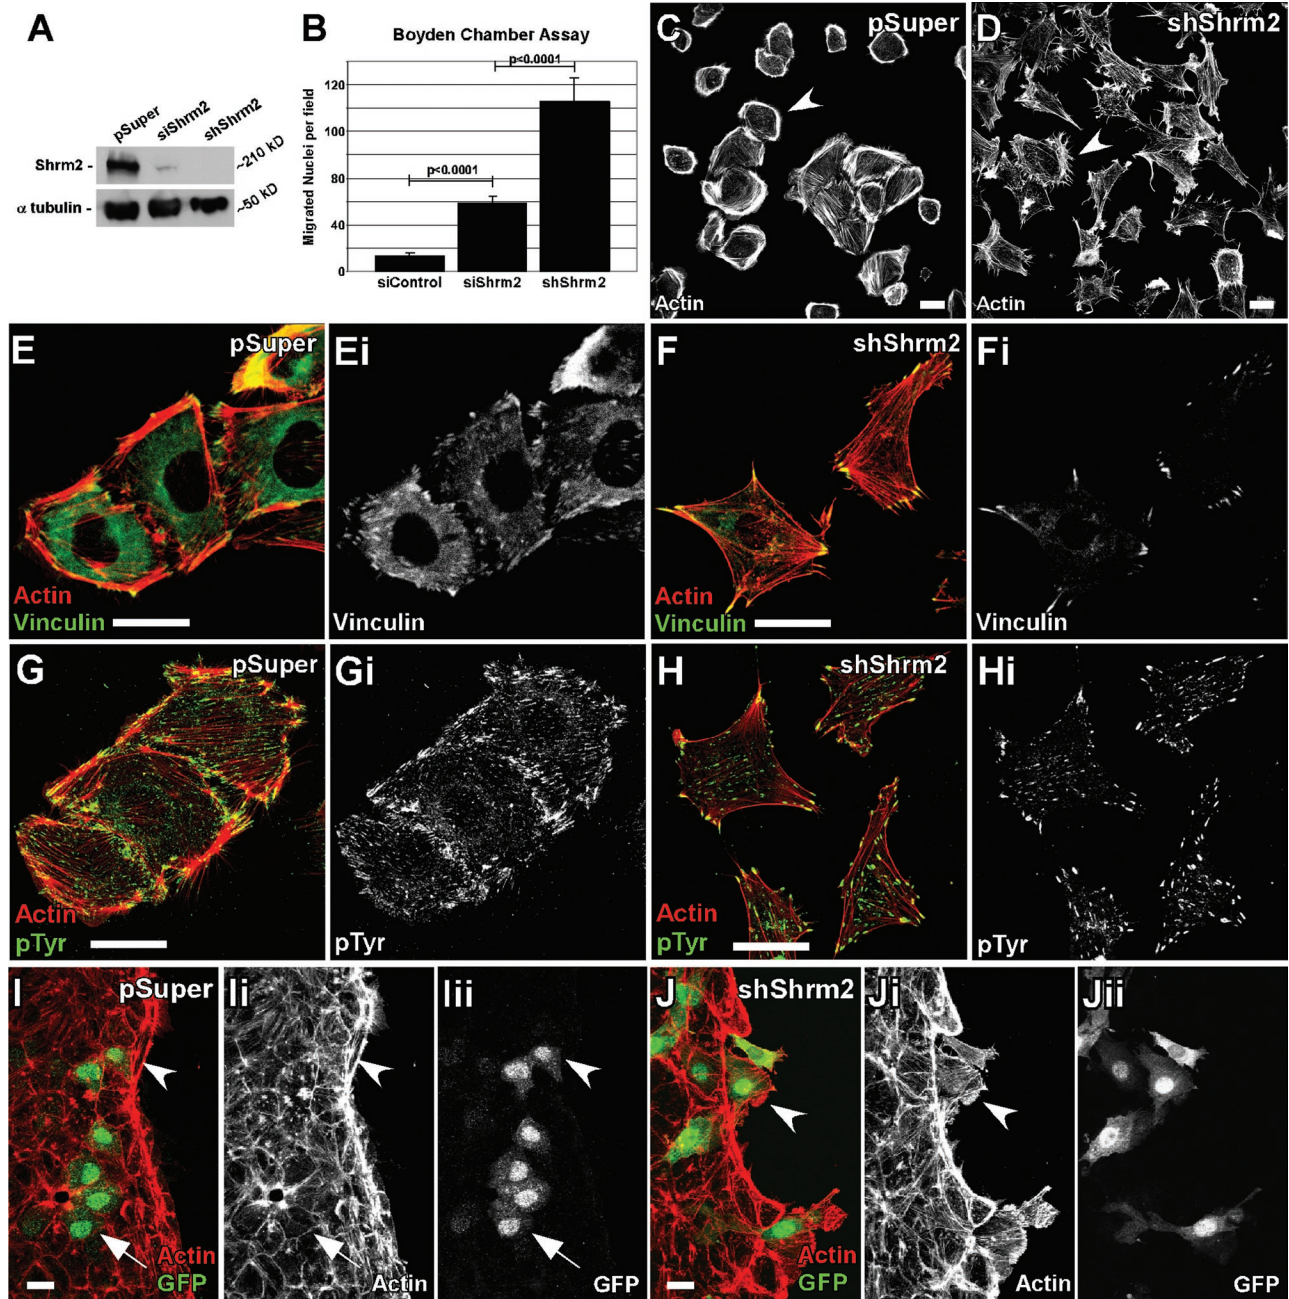 A
pSuper
siShrm2
shShrm2
Shrm2 -
~210 kD
α tubulin -
~50 kD
B
Boyden Chamber Assay
p<0.0001
p<0.0001
Migrated Nuclei per field
120
100
80
60
40
0
siControl
siShrm2
shShrm2
C
pSuper
Actin
D
shShrm2
Actin
E
pSuper
Actin
Vinculin
Ei
Vinculin
F
shShrm2
Actin
Vinculin
Fi
Vinculin
G
pSuper
Actin
pTyr
Gi
pTyr
H
shShrm2
Actin
pTyr
Hi
pTyr
I
pSuper
Actin
GFP
Ii
Actin
Iii
GFP
J
shShrm2
Actin
GFP
Ji
Actin
Jii
GFP